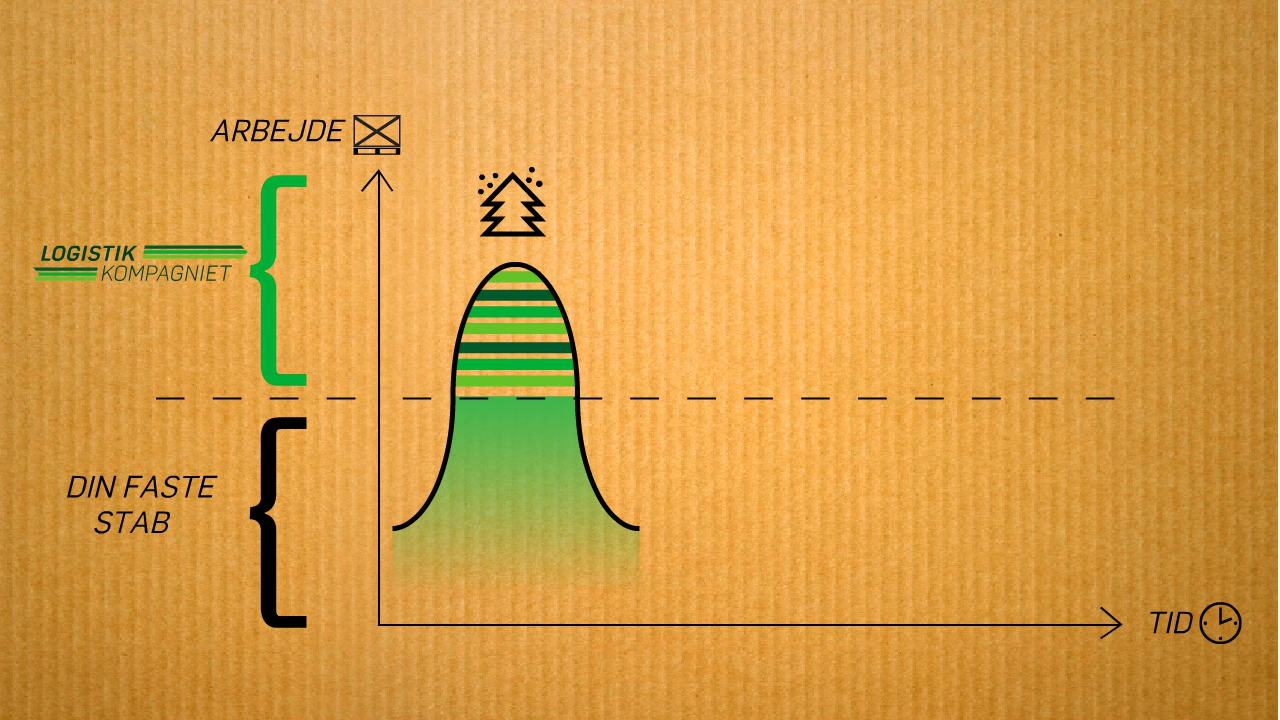 ARBEJDE
LOGISTIK
KOMPAGNIET
DIN FASTE
STAB
TID